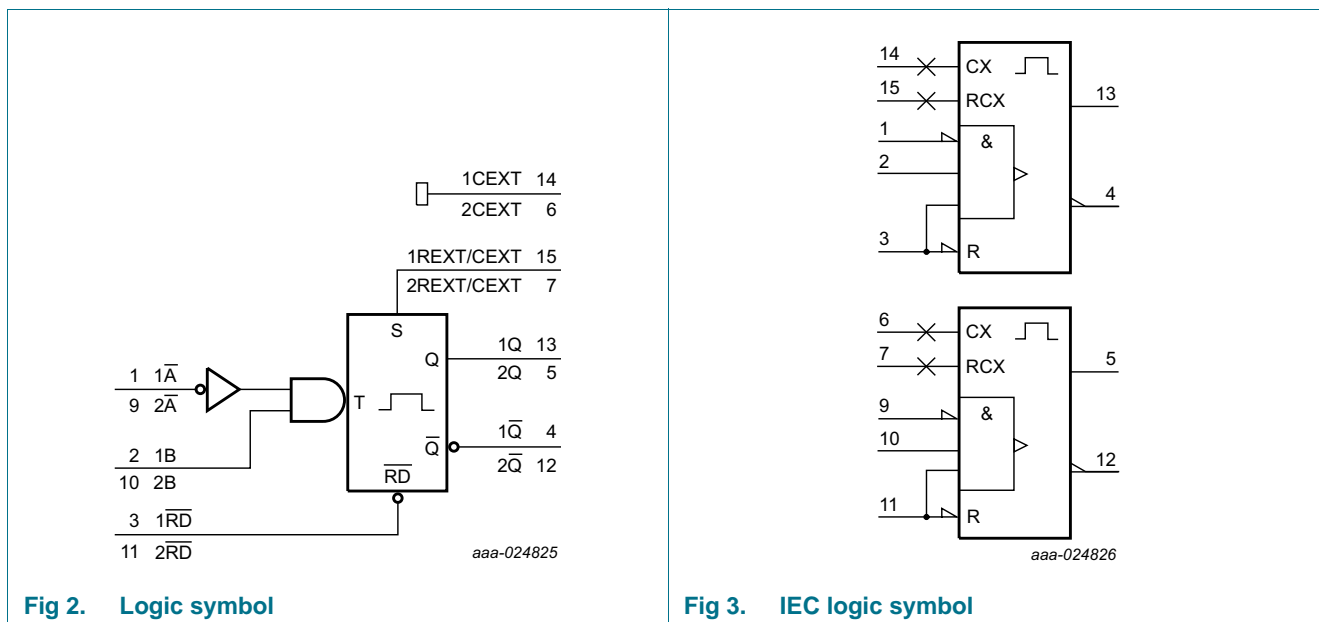 1CEXT 14
2CEXT 6
1REXT/CEXT 15
2REXT/CEXT 7
S
Q
1Q 13
2Q 5
1 1A̅
9 2A̅
T
2 1B
10 2B
Q̅
1Q̅ 4
2Q̅ 12
R̅D̅
3 1R̅D̅
11 2R̅D̅
aaa-024825
Fig 2. Logic symbol
14
CX
15
RCX
13
1
&
2
4
3
R
6
CX
7
RCX
5
9
&
10
12
11
R
aaa-024826
Fig 3. IEC logic symbol